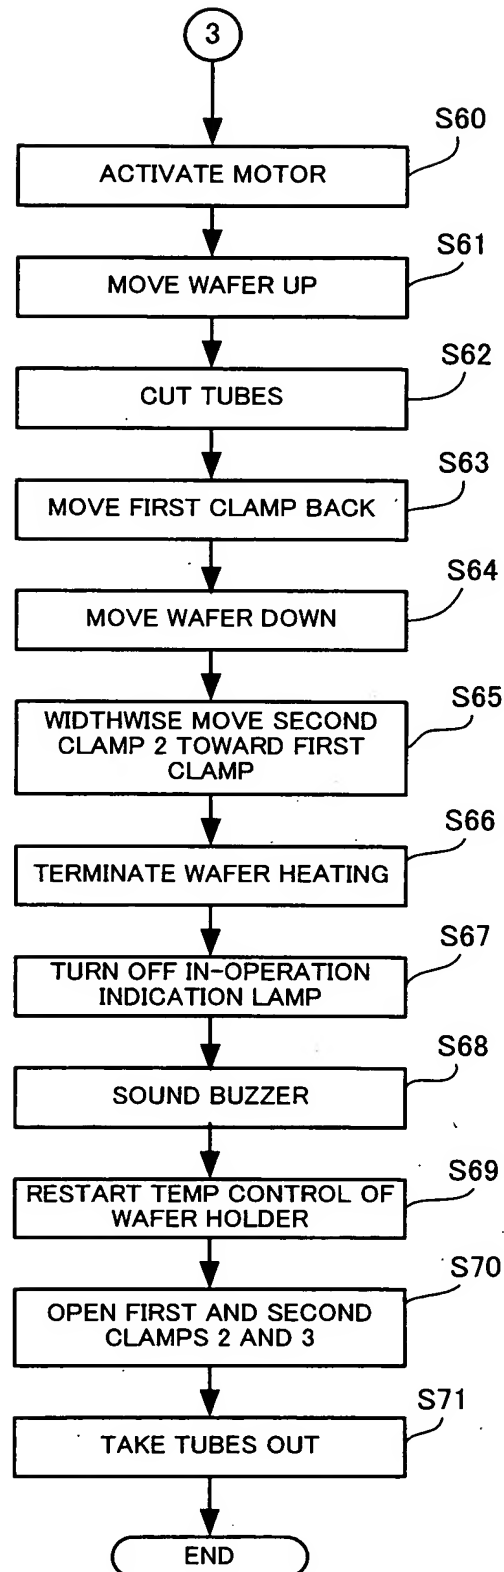 3
S60
ACTIVATE MOTOR
S61
MOVE WAFER UP
S62
CUT TUBES
S63
MOVE FIRST CLAMP BACK
S64
MOVE WAFER DOWN
S65
WIDTHWISE MOVE SECOND
CLAMP 2 TOWARD FIRST
CLAMP
S66
TERMINATE WAFER HEATING
S67
TURN OFF IN-OPERATION
INDICATION LAMP
S68
SOUND BUZZER
S69
RESTART TEMP CONTROL OF
WAFER HOLDER
S70
OPEN FIRST AND SECOND
CLAMPS 2 AND 3
S71
TAKE TUBES OUT
END